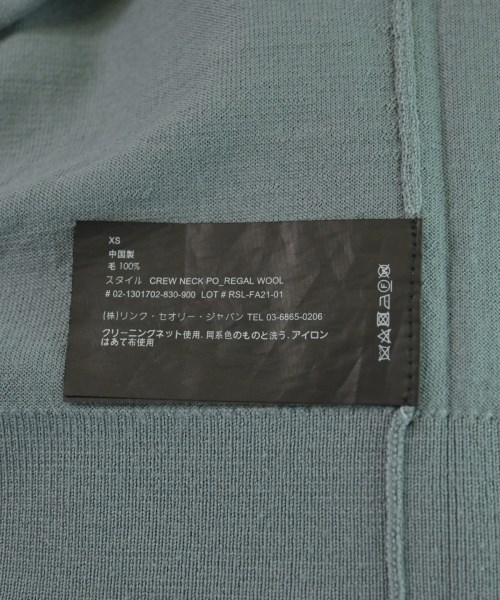 XS
中国製
毛 100%
スタイル CREW NECK PO_REGAL WOOL
# 02-1301702-830-900 LOT # RSL-FA21-01
(株)リンク・セオリー・ジャパン TEL 03-6865-0206
クリーニングネット使用. 同系色のものと洗う. アイロン
はあて布使用